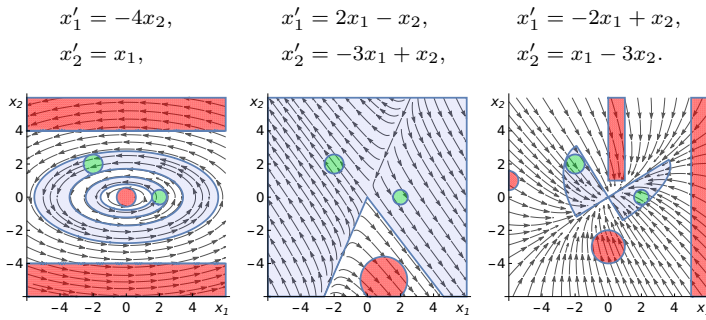 x₁′ = −4x₂,   x₁′ = 2x₁ − x₂,   x₁′ = −2x₁ + x₂,
x₂′ = x₁,   x₂′ = −3x₁ + x₂,   x₂′ = x₁ − 3x₂.
x₂   x₂   x₂
4   4   4
2   2   2
0   0   0
−2   −2   −2
−4   −4   −4
−4 −2 0 2 4 x₁   −4 −2 0 2 4 x₁   −4 −2 0 2 4 x₁